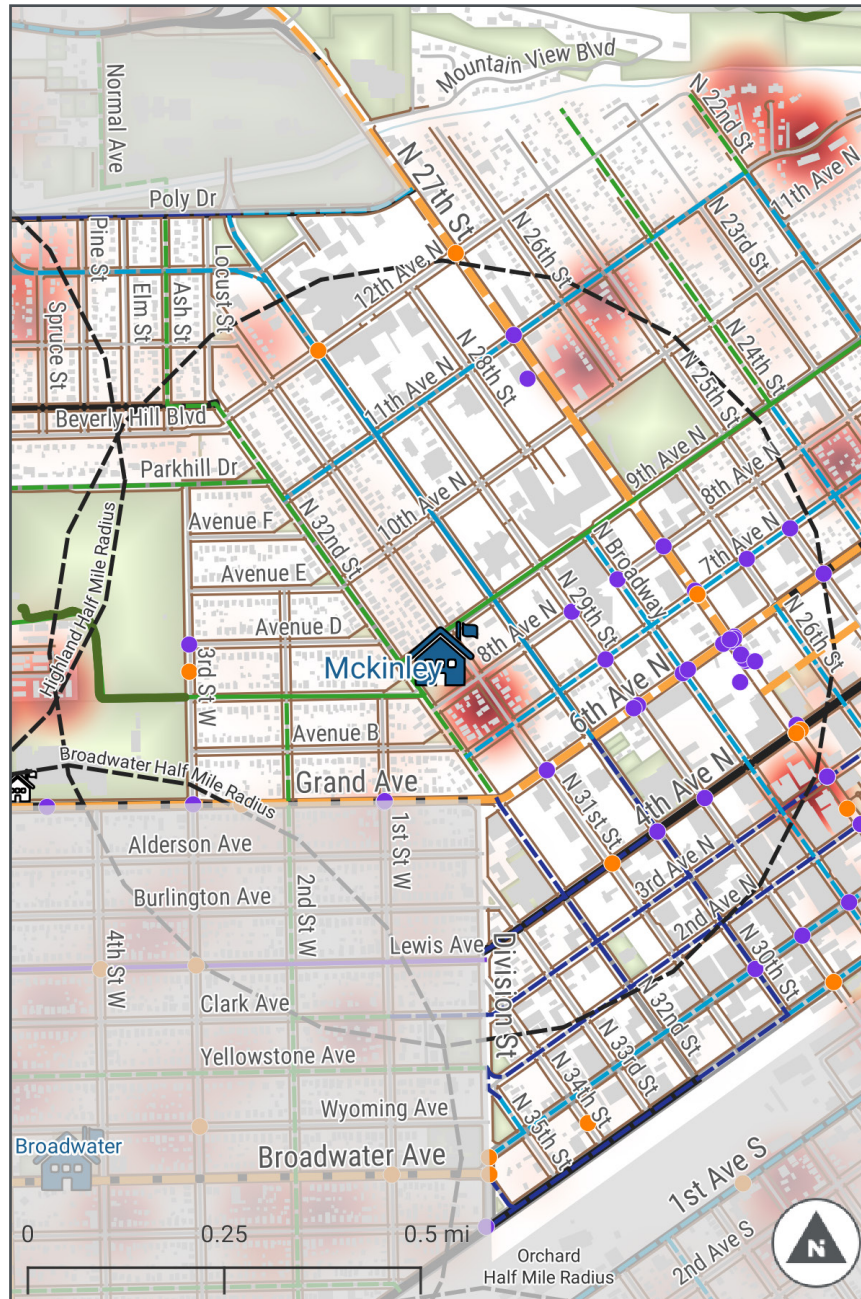 Normal Ave
Mountain View Blvd
N 22nd St
11th Ave N
N 27th St
Poly Dr
Pine St
Spruce St
Elm St
Ash St
Locust St
12th Ave N
N 26th St
N 23rd St
N 28th St
11th Ave N
N 24th St
N 25th St
Beverly Hill Blvd
Parkhill Dr
10th Ave N
9th Ave N
8th Ave N
Avenue F
N 32nd St
Avenue E
N Broadway
7th Ave N
Highland Half Mile Radius
Avenue D
3rd St W
8th Ave N
N 29th St
N 26th St
Mckinley
6th Ave N
Avenue B
Broadwater Half Mile Radius
Grand Ave
N 31st St
4th Ave N
Alderson Ave
1st St W
3rd Ave N
Burlington Ave
2nd Ave N
4th St W
2nd St W
Lewis Ave
Division St
N 30th St
Clark Ave
N 32nd St
Yellowstone Ave
N 33rd St
N 34th St
Wyoming Ave
N 35th St
Broadwater
Broadwater Ave
1st Ave S
0
0.25
0.5 mi
N
Orchard
Half Mile Radius
2nd Ave S